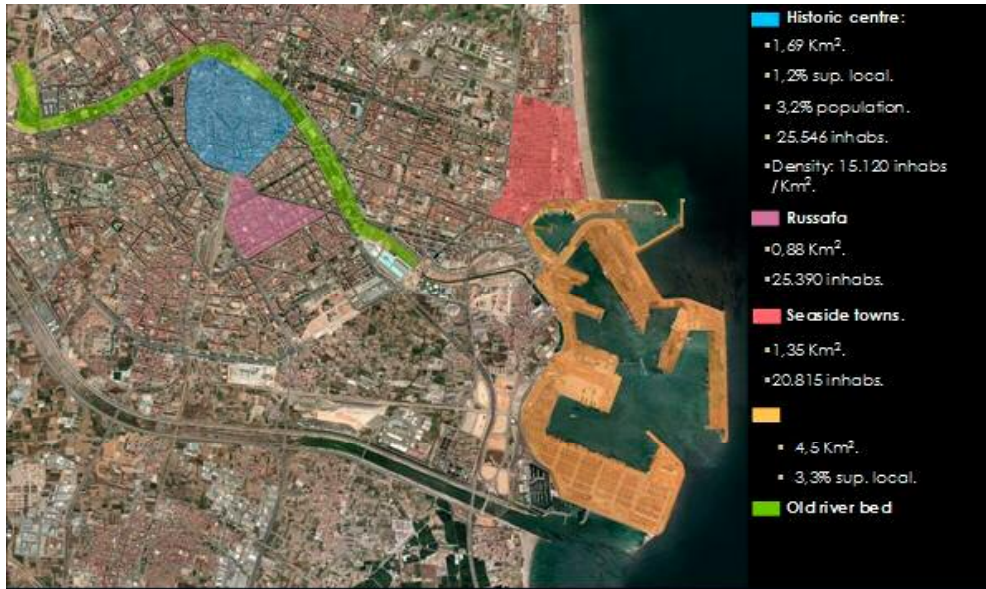 Historic centre:
▪1,69 Km².
▪1,2% sup. local.
▪3,2% population.
▪25.546 inhabs.
▪Density: 15.120 inhabs
/Km².
Russafa
▪0,88 Km².
▪25.390 inhabs.
Seaside towns.
▪1,35 Km².
▪20.815 inhabs.
▪4,5 Km².
▪3,3% sup. local.
Old river bed